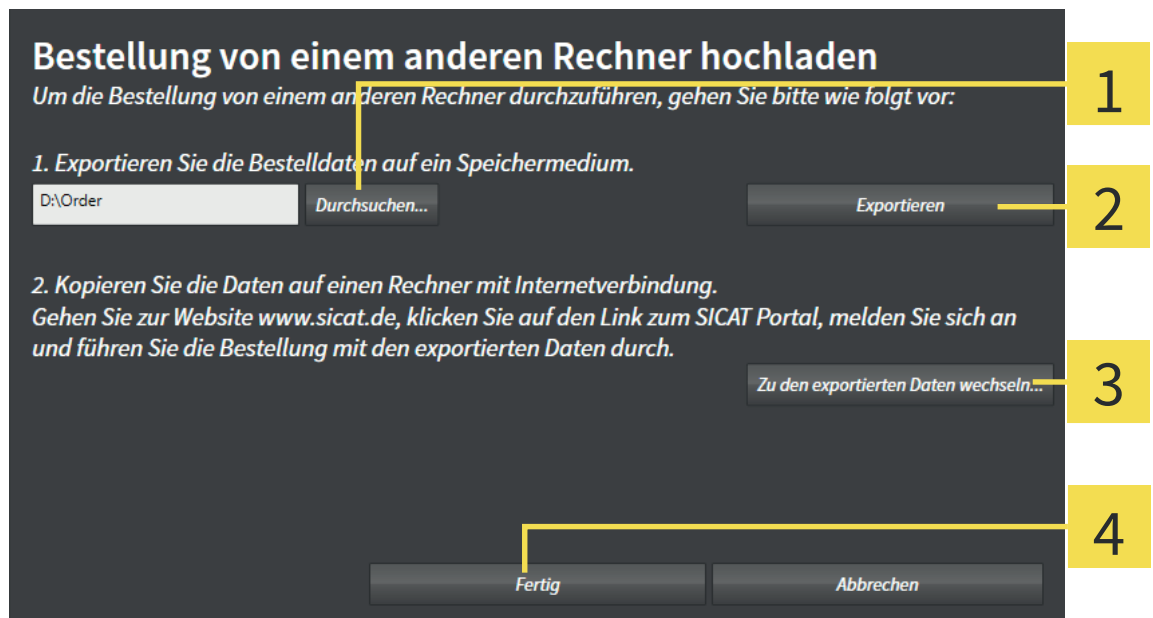 Bestellung von einem anderen Rechner hochladen
Um die Bestellung von einem anderen Rechner durchzuführen, gehen Sie bitte wie folgt vor:
1
1. Exportieren Sie die Bestelldaten auf ein Speichermedium.
D:\Order
Durchsuchen...
Exportieren
2
2. Kopieren Sie die Daten auf einen Rechner mit Internetverbindung.
Gehen Sie zur Website www.sicat.de, klicken Sie auf den Link zum SICAT Portal, melden Sie sich an
und führen Sie die Bestellung mit den exportierten Daten durch.
Zu den exportierten Daten wechseln...
3
4
Fertig
Abbrechen